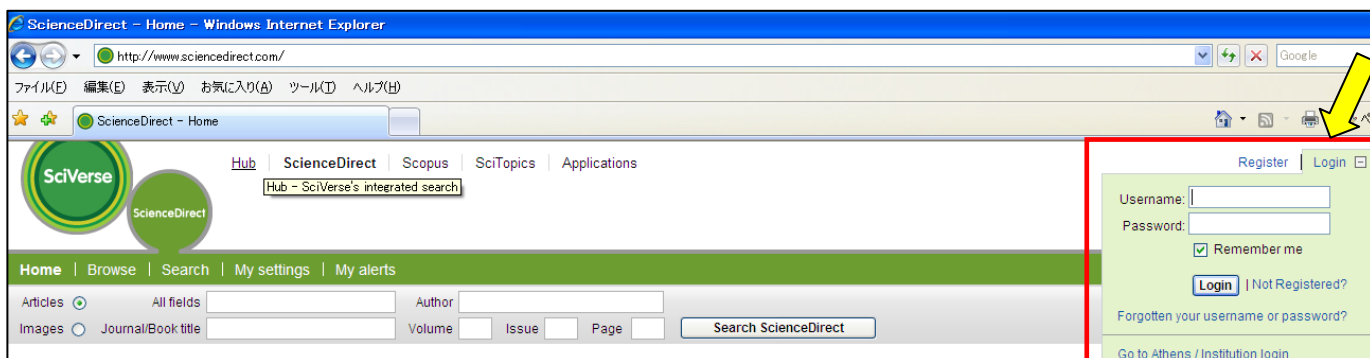 ScienceDirect - Home - Windows Internet Explorer
http://www.sciencedirect.com/
Google
ファイル(F) 編集(E) 表示(V) お気に入り(A) ツール(T) ヘルプ(H)
ScienceDirect - Home
SciVerse
ScienceDirect
Hub | ScienceDirect | Scopus | SciTopics | Applications
Hub - SciVerse's integrated search
Register | Login
Username:
Password:
Remember me
Login | Not Registered?
Forgotten your username or password?
Go to Athens / Institution login
Home | Browse | Search | My settings | My alerts
Articles All fields Author
Images Journal/Book title Volume Issue Page Search ScienceDirect